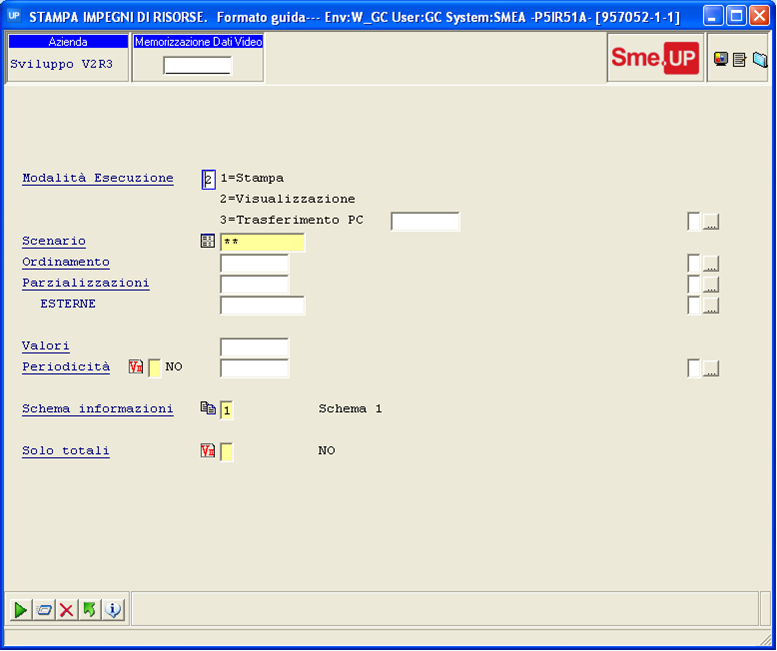 UP STAMPA IMPEGNI DI RISORSE. Formato guida--- Env:W_GC User:GC System:SMEA -P5IR51A- [957052-1-1]
Azienda
Memorizzazione Dati Video
Sviluppo V2R3
Sme.UP
Modalità Esecuzione 2 1=Stampa
2=Visualizzazione
3=Trasferimento PC ...
Scenario **
Ordinamento ...
Parzializzazioni ...
ESTERNE ...
Valori
Periodicità V2 NO ...
Schema informazioni 1 Schema 1
Solo totali V2 NO